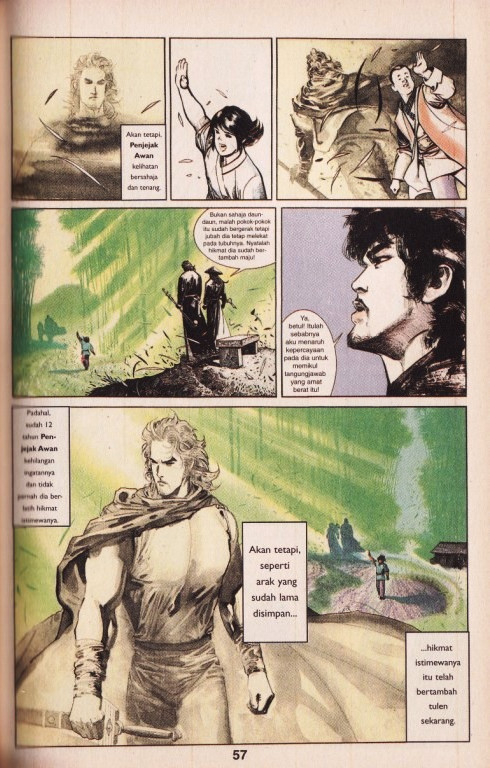 Akan tetapi,
Penjejak
Awan
kelihatan
bersahaja
dan tenang.
Bukan sahaja daun-
daun, malah pokok-pokok
itu sudah bergerak tetapi
jubah dia tetap melekat
pada tubuhnya. Nyatalah
hikmat dia sudah ber-
tambah maju!
Ya,
betul! Itulah
sebabnya
aku menaruh
kepercayaan
pada dia untuk
memikul
tangungjawab
yang amat
berat itu!
Padahal,
sudah 12
tahun Pen-
jejak Awan
kehilangan
ingatannya
dan tidak
pernah dia ber-
latih hikmat
istimewanya.
Akan tetapi,
seperti
arak yang
sudah lama
disimpan...
...hikmat
istimewanya
itu telah
bertambah
tulen
sekarang.
57